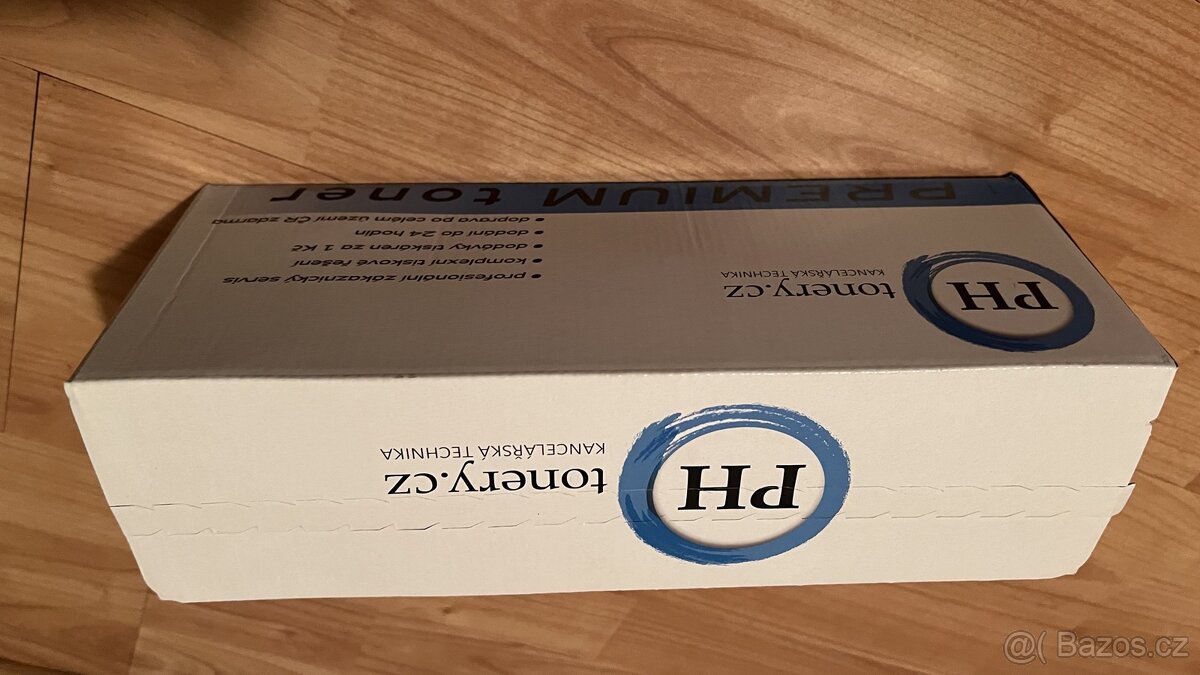 PREMIUM toner
PH
tonery.cz
KANCELÁŘSKÁ TECHNIKA
• profesionální zákaznický servis
• komplexní tiskové řešení
• dodávky tiskáren za 1 Kč
• dodání do 24 hodin
• doprava po celém území ČR zdarma
PH
tonery.cz
KANCELÁŘSKÁ TECHNIKA
@( Bazos.cz